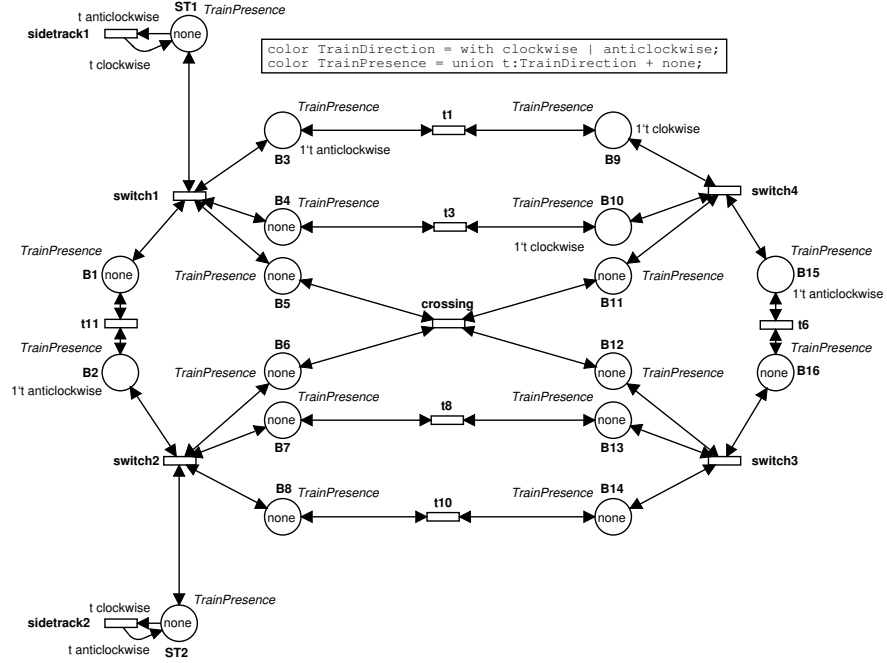 ST1 TrainPresence
t anticlockwise
sidetrack1
none
t clockwise
color TrainDirection = with clockwise | anticlockwise;
color TrainPresence = union t:TrainDirection + none;
TrainPresence
t1
TrainPresence
1't clokwise
B3
1't anticlockwise
B9
switch1
switch4
B4
TrainPresence
t3
TrainPresence
B10
none
1't clockwise
TrainPresence
B1
none
TrainPresence
none
B5
crossing
none
B11
TrainPresence
TrainPresence
B15
1't anticlockwise
t11
t6
TrainPresence
B2
1't anticlockwise
B6
TrainPresence
none
B12
none
TrainPresence
TrainPresence
none
B16
TrainPresence
none
B7
t8
TrainPresence
none
B13
switch2
switch3
B8
TrainPresence
none
t10
TrainPresence
B14
none
t clockwise
TrainPresence
sidetrack2
none
t anticlockwise
ST2